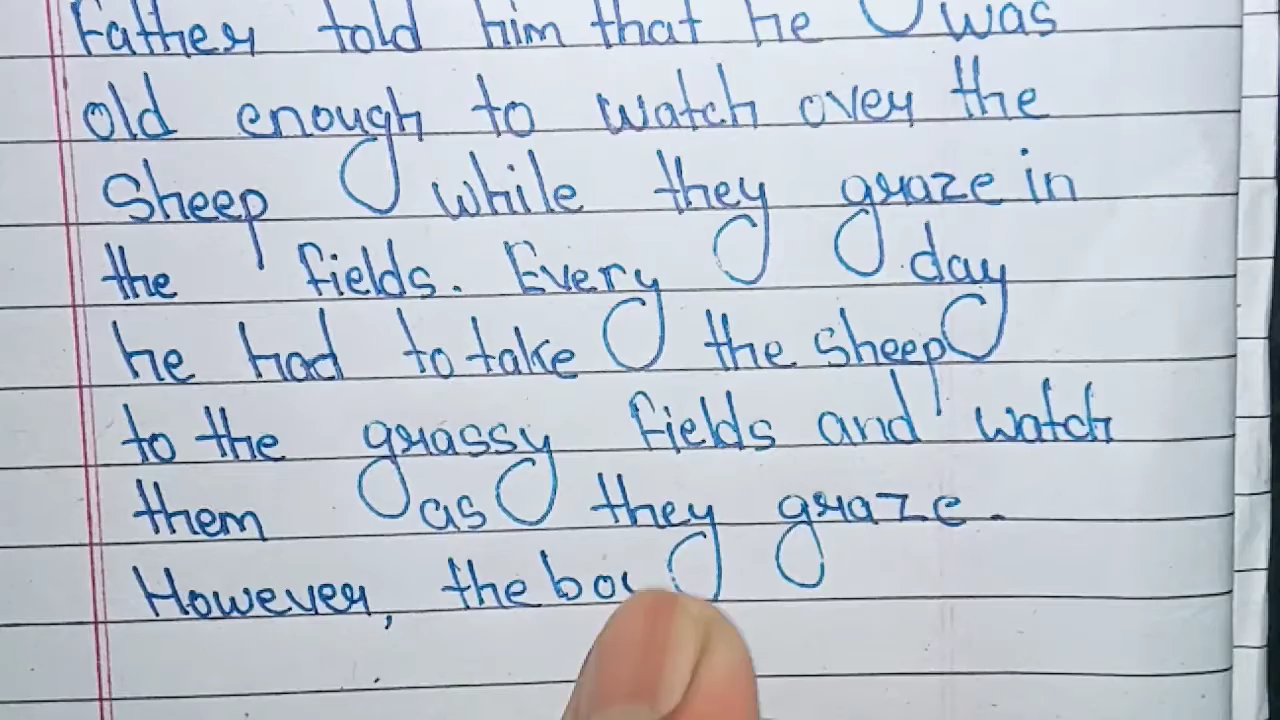 Father told him that he was
old enough to watch over the
Sheep while they graze in
the fields. Every day
he had to take the sheep
to the grassy fields and watch
them as they graze.
However, the